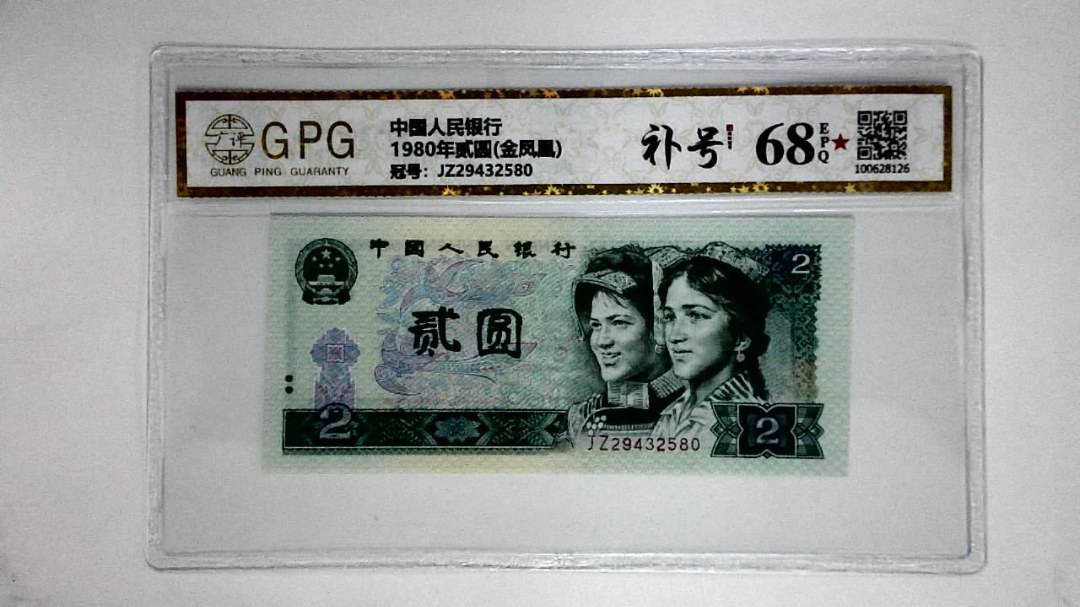 GPG
GUANG PING GUARANTY
中国人民银行
1980年贰圆(金凤凰)
冠号: JZ29432580
补号
68 EPQ
100628126
中国人民银行
贰圆
2
2
JZ29432580
2